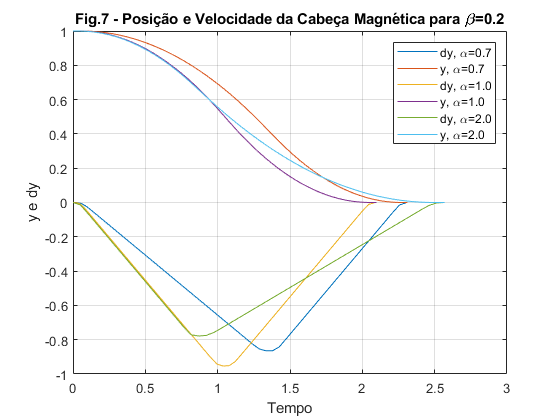 Fig.7 - Posição e Velocidade da Cabeça Magnética para β=0.2
1
0.8
0.6
0.4
0.2
0
-0.2
-0.4
-0.6
-0.8
-1
y e dy
dy, α=0.7
y, α=0.7
dy, α=1.0
y, α=1.0
dy, α=2.0
y, α=2.0
0 0.5 1 1.5 2 2.5 3
Tempo